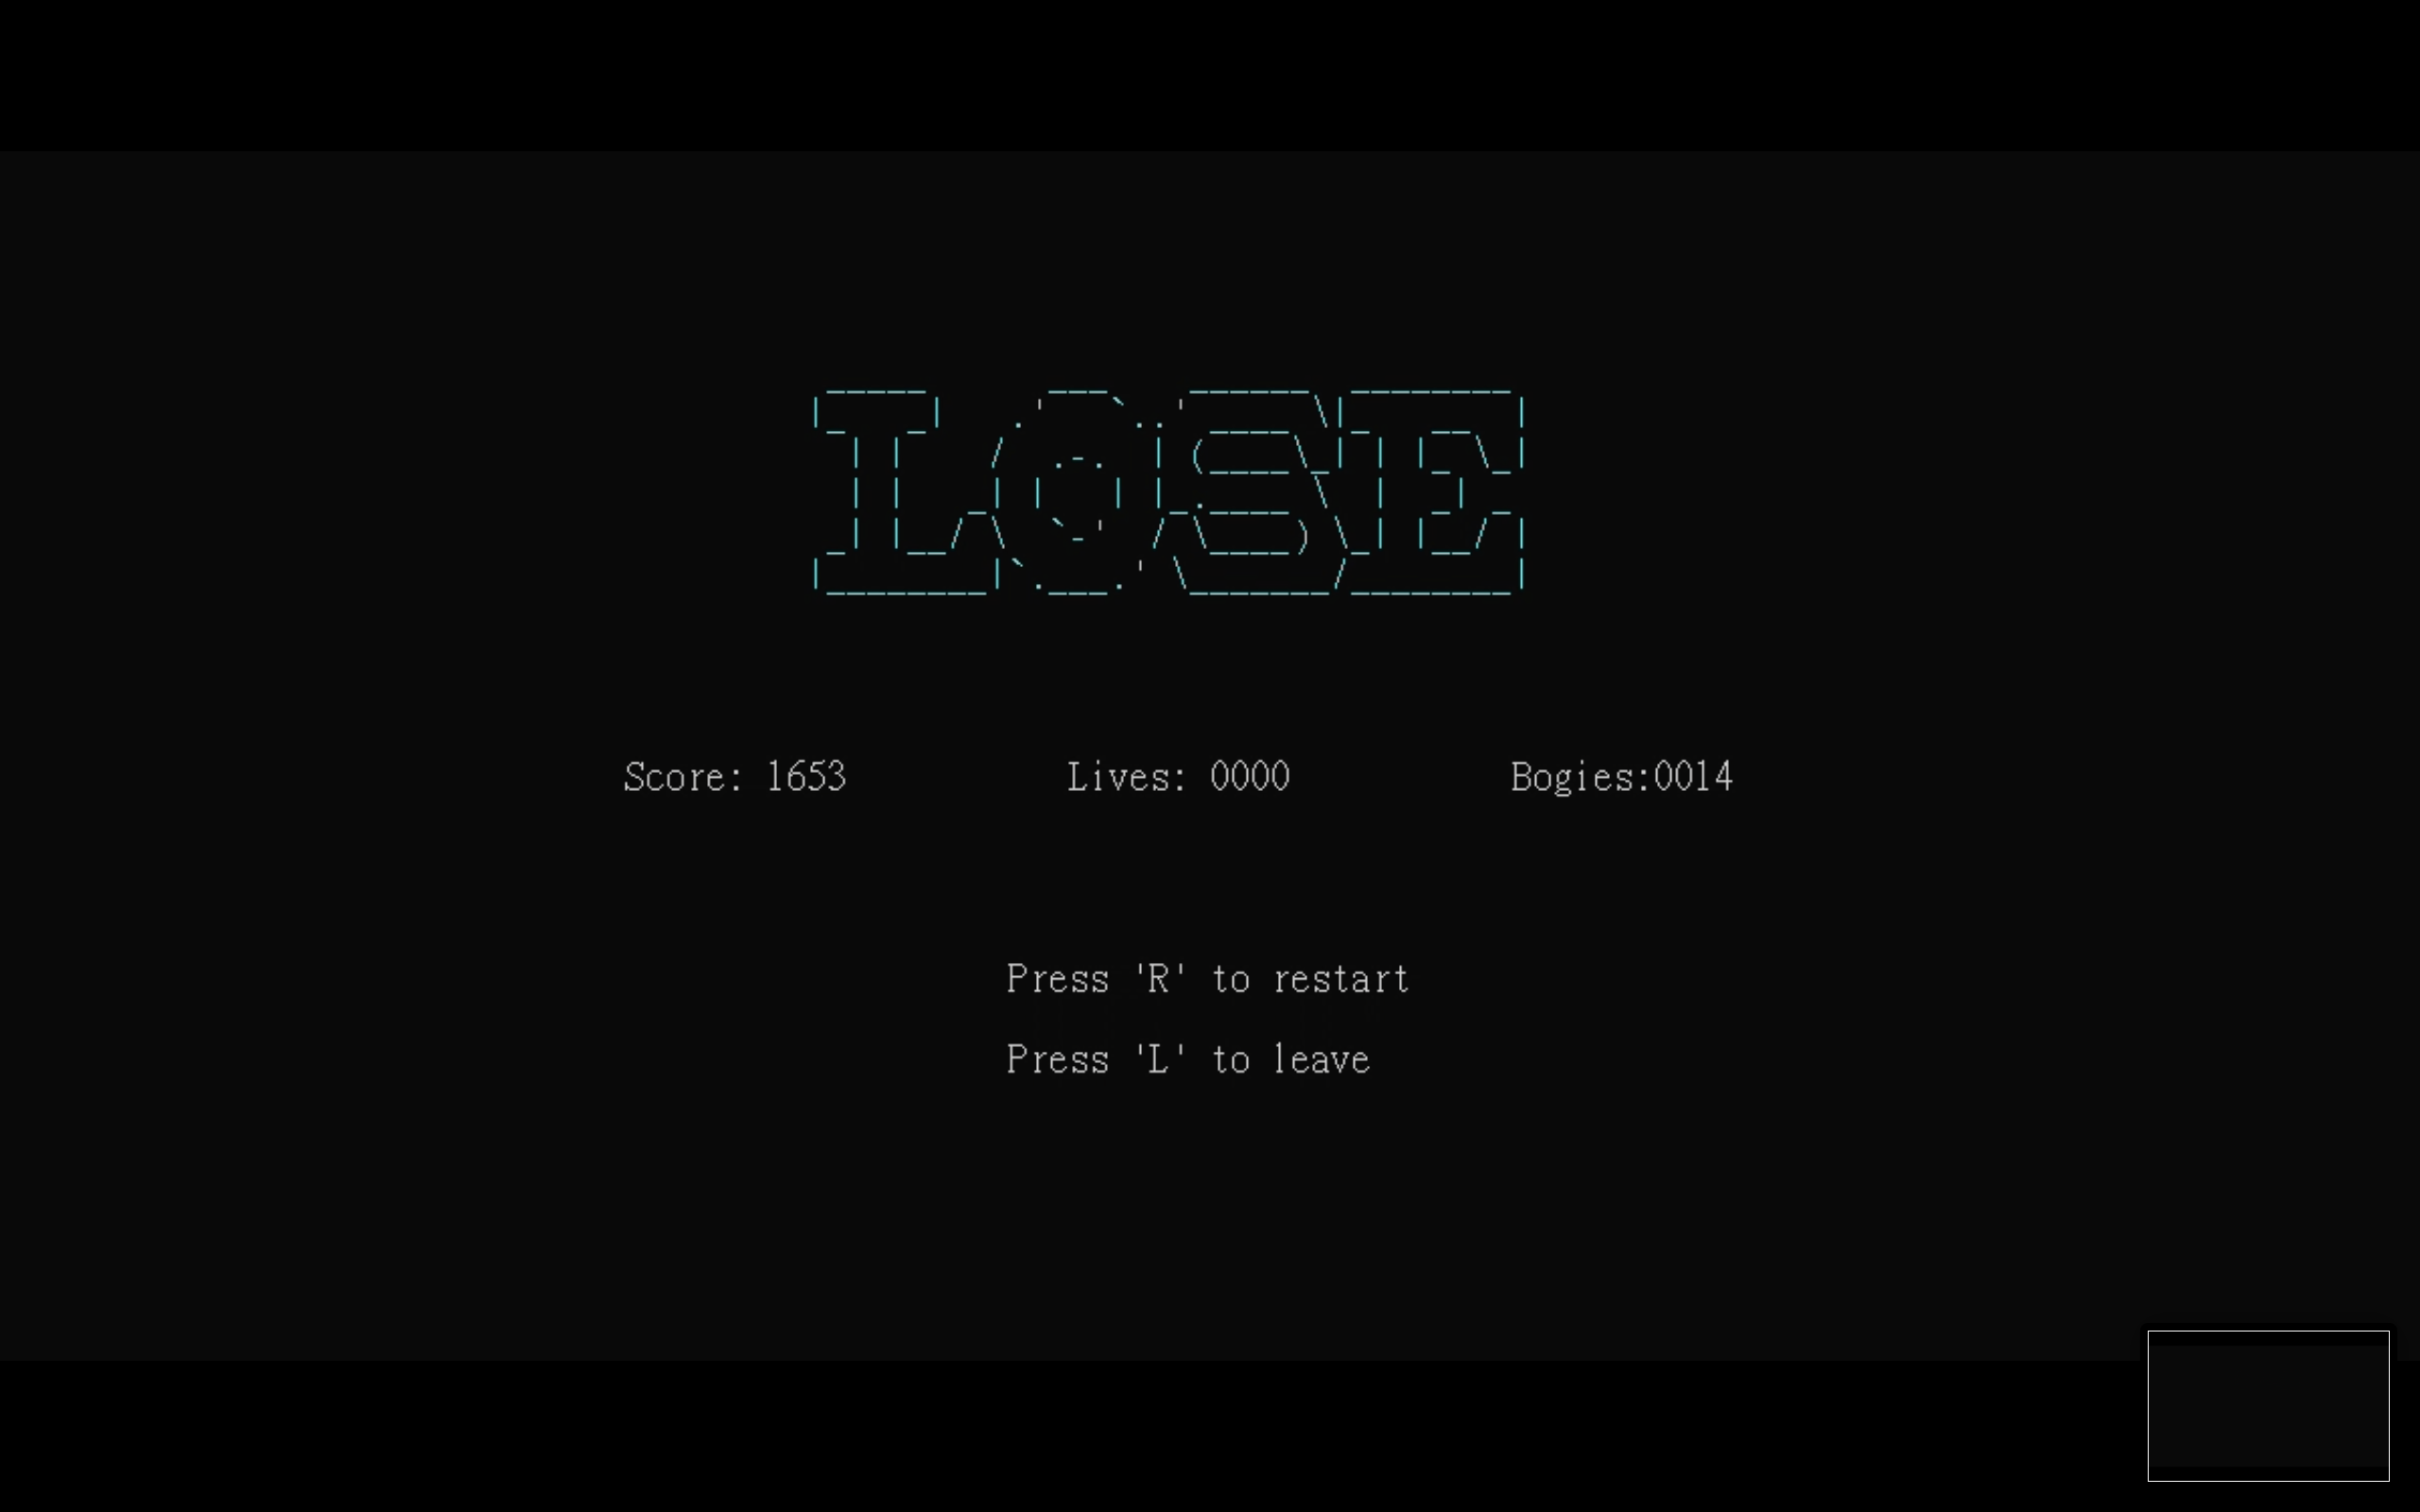 LOSE
Score: 1653 Lives: 0000 Bogies:0014
Press 'R' to restart
Press 'L' to leave